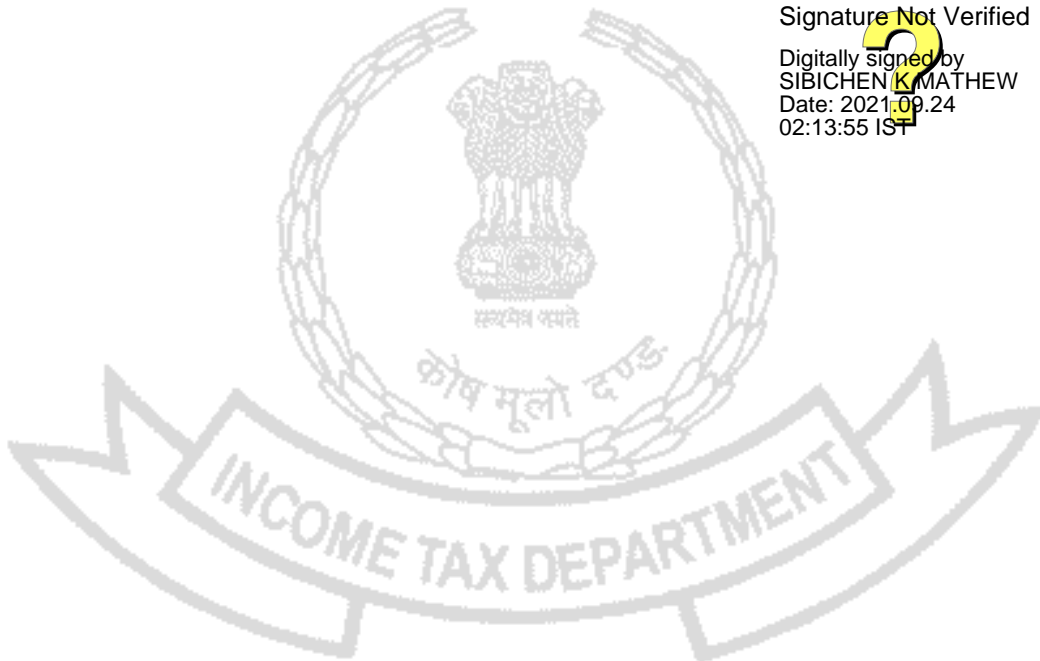 Signature Not Verified
Digitally signed by
SIBICHEN K MATHEW
Date: 2021.09.24
02:13:55 IST
सत्यमेव जयते
कोष मूलो दण्ड:
INCOME TAX DEPARTMENT